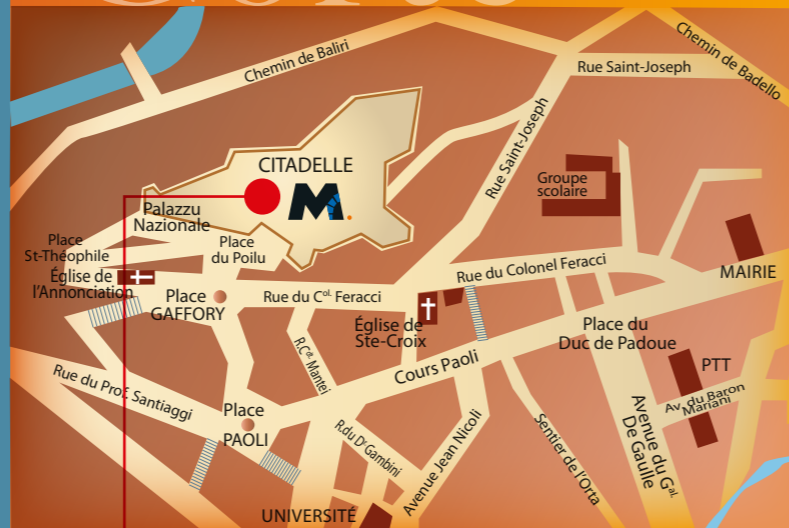 Chemin de Baliri
Chemin de Badello
Rue Saint-Joseph
Rue Saint-Joseph
CITADELLE
M.
Groupe
scolaire
Palazzu
Nazionale
Place
St-Théophile
Place
du Poilu
Église de
l'Annonciation
Place
GAFFORY
Rue du Col. Feracci
Rue du Colonel Feracci
MAIRIE
Église de
Ste-Croix
Place du
Duc de Padoue
R.Cdt. Mantei
Cours Paoli
PTT
Rue du Prof. Santiaggi
Av. du Baron
Mariani
Place
PAOLI
R.du Dr Gambini
Avenue Jean Nicoli
Sentier de l'Orta
Avenue du Gal.
De Gaulle
UNIVERSITÉ